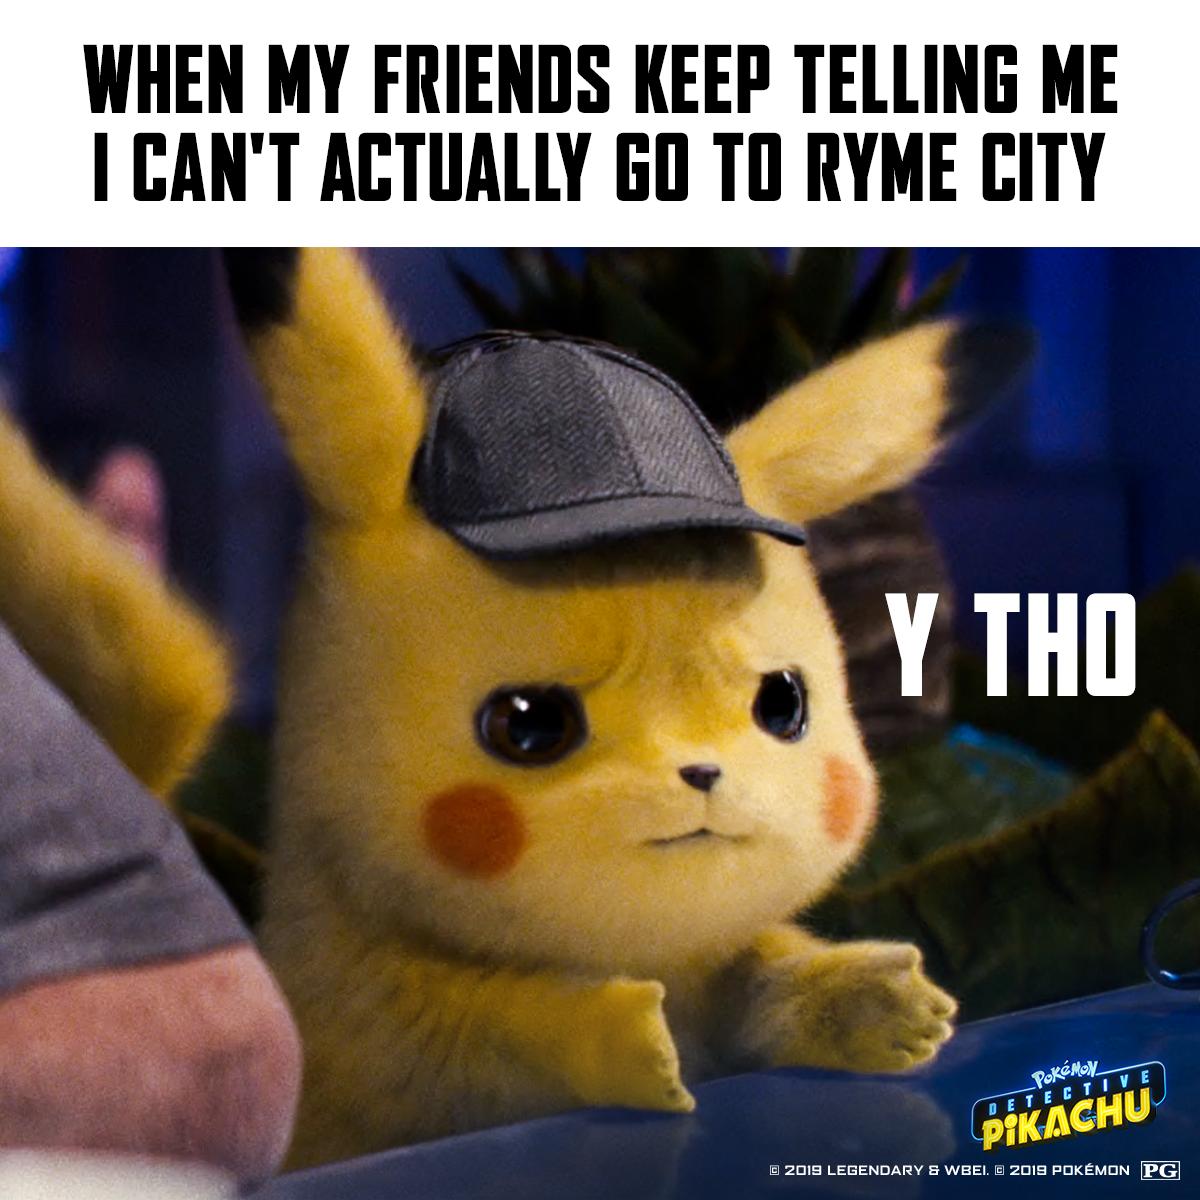 WHEN MY FRIENDS KEEP TELLING ME
I CAN'T ACTUALLY GO TO RYME CITY
Y THO
POKéMON
DETECTIVE
PiKACHU
© 2019 LEGENDARY & WBEI. © 2019 POKÉMON PG